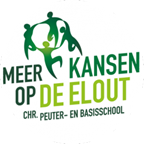 MEER KANSEN
OP DE ELOUT
CHR. PEUTER- EN BASISSCHOOL